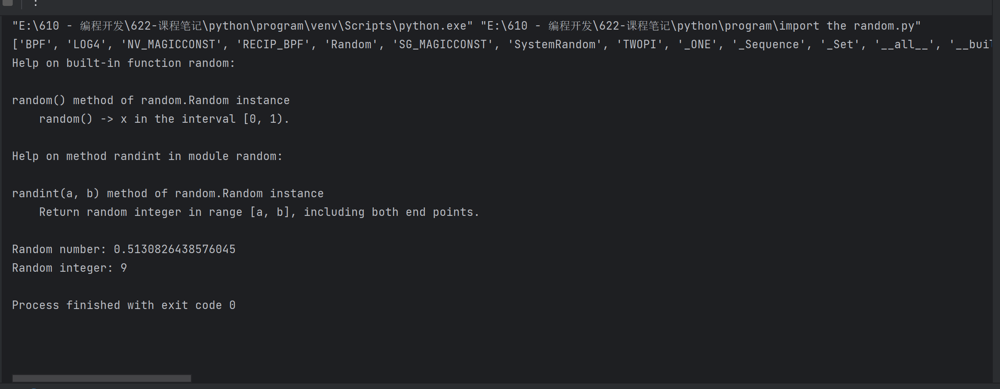 "E:\610 - 编程开发\622-课程笔记\python\program\venv\Scripts\python.exe" "E:\610 - 编程开发\622-课程笔记\python\program\import the random.py"
['BPF', 'LOG4', 'NV_MAGICCONST', 'RECIP_BPF', 'Random', 'SG_MAGICCONST', 'SystemRandom', 'TWOPI', '_ONE', '_Sequence', '_Set', '__all__', '__buil
Help on built-in function random:
random() method of random.Random instance
random() -> x in the interval [0, 1).
Help on method randint in module random:
randint(a, b) method of random.Random instance
Return random integer in range [a, b], including both end points.
Random number: 0.5130826438576045
Random integer: 9
Process finished with exit code 0